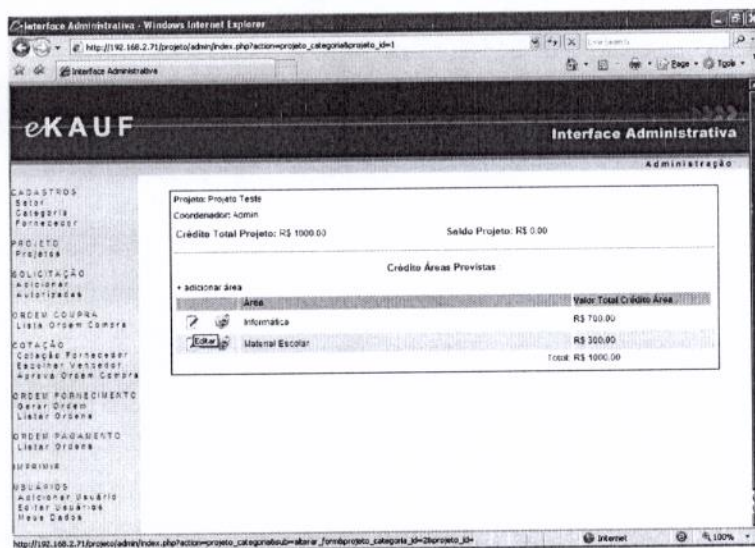 Interface Administrativa - Windows Internet Explorer
http://192.168.2.71/projeto/admin/index.php?action=projeto_categoria&projeto_id=1
Interface Administrativa
Page
Tools
eKAUF
Interface Administrativa
Administração
CADASTROS
Setor
Categoria
Fornecedor
PROJETO
Projetos
SOLICITAÇÃO
Adicionar
Autorizadas
ORDEM COMPRA
Lista Ordem Compra
COTAÇÃO
Cotação Fornecedor
Escolher Vencedor
Aprova Ordem Compra
ORDEM FORNECIMENTO
Gerar Ordem
Listar Ordens
ORDEM PAGAMENTO
Listar Ordens
IMPRIMIR
USUÁRIOS
Adicionar Usuário
Editar Usuários
Meus Dados
Projeto: Projeto Teste
Coordenador: Admin
Crédito Total Projeto: R$ 1000.00 Saldo Projeto: R$ 0.00
Crédito Áreas Previstas
+ adicionar área
Área Valor Total Crédito Área
Informática R$ 700.00
Editar Material Escolar R$ 300.00
Total: R$ 1000.00
http://192.168.2.71/projeto/admin/index.php?action=projeto_categoria&sub=alterar_form&projeto_categoria_id=2&projeto_id=
Internet 100%